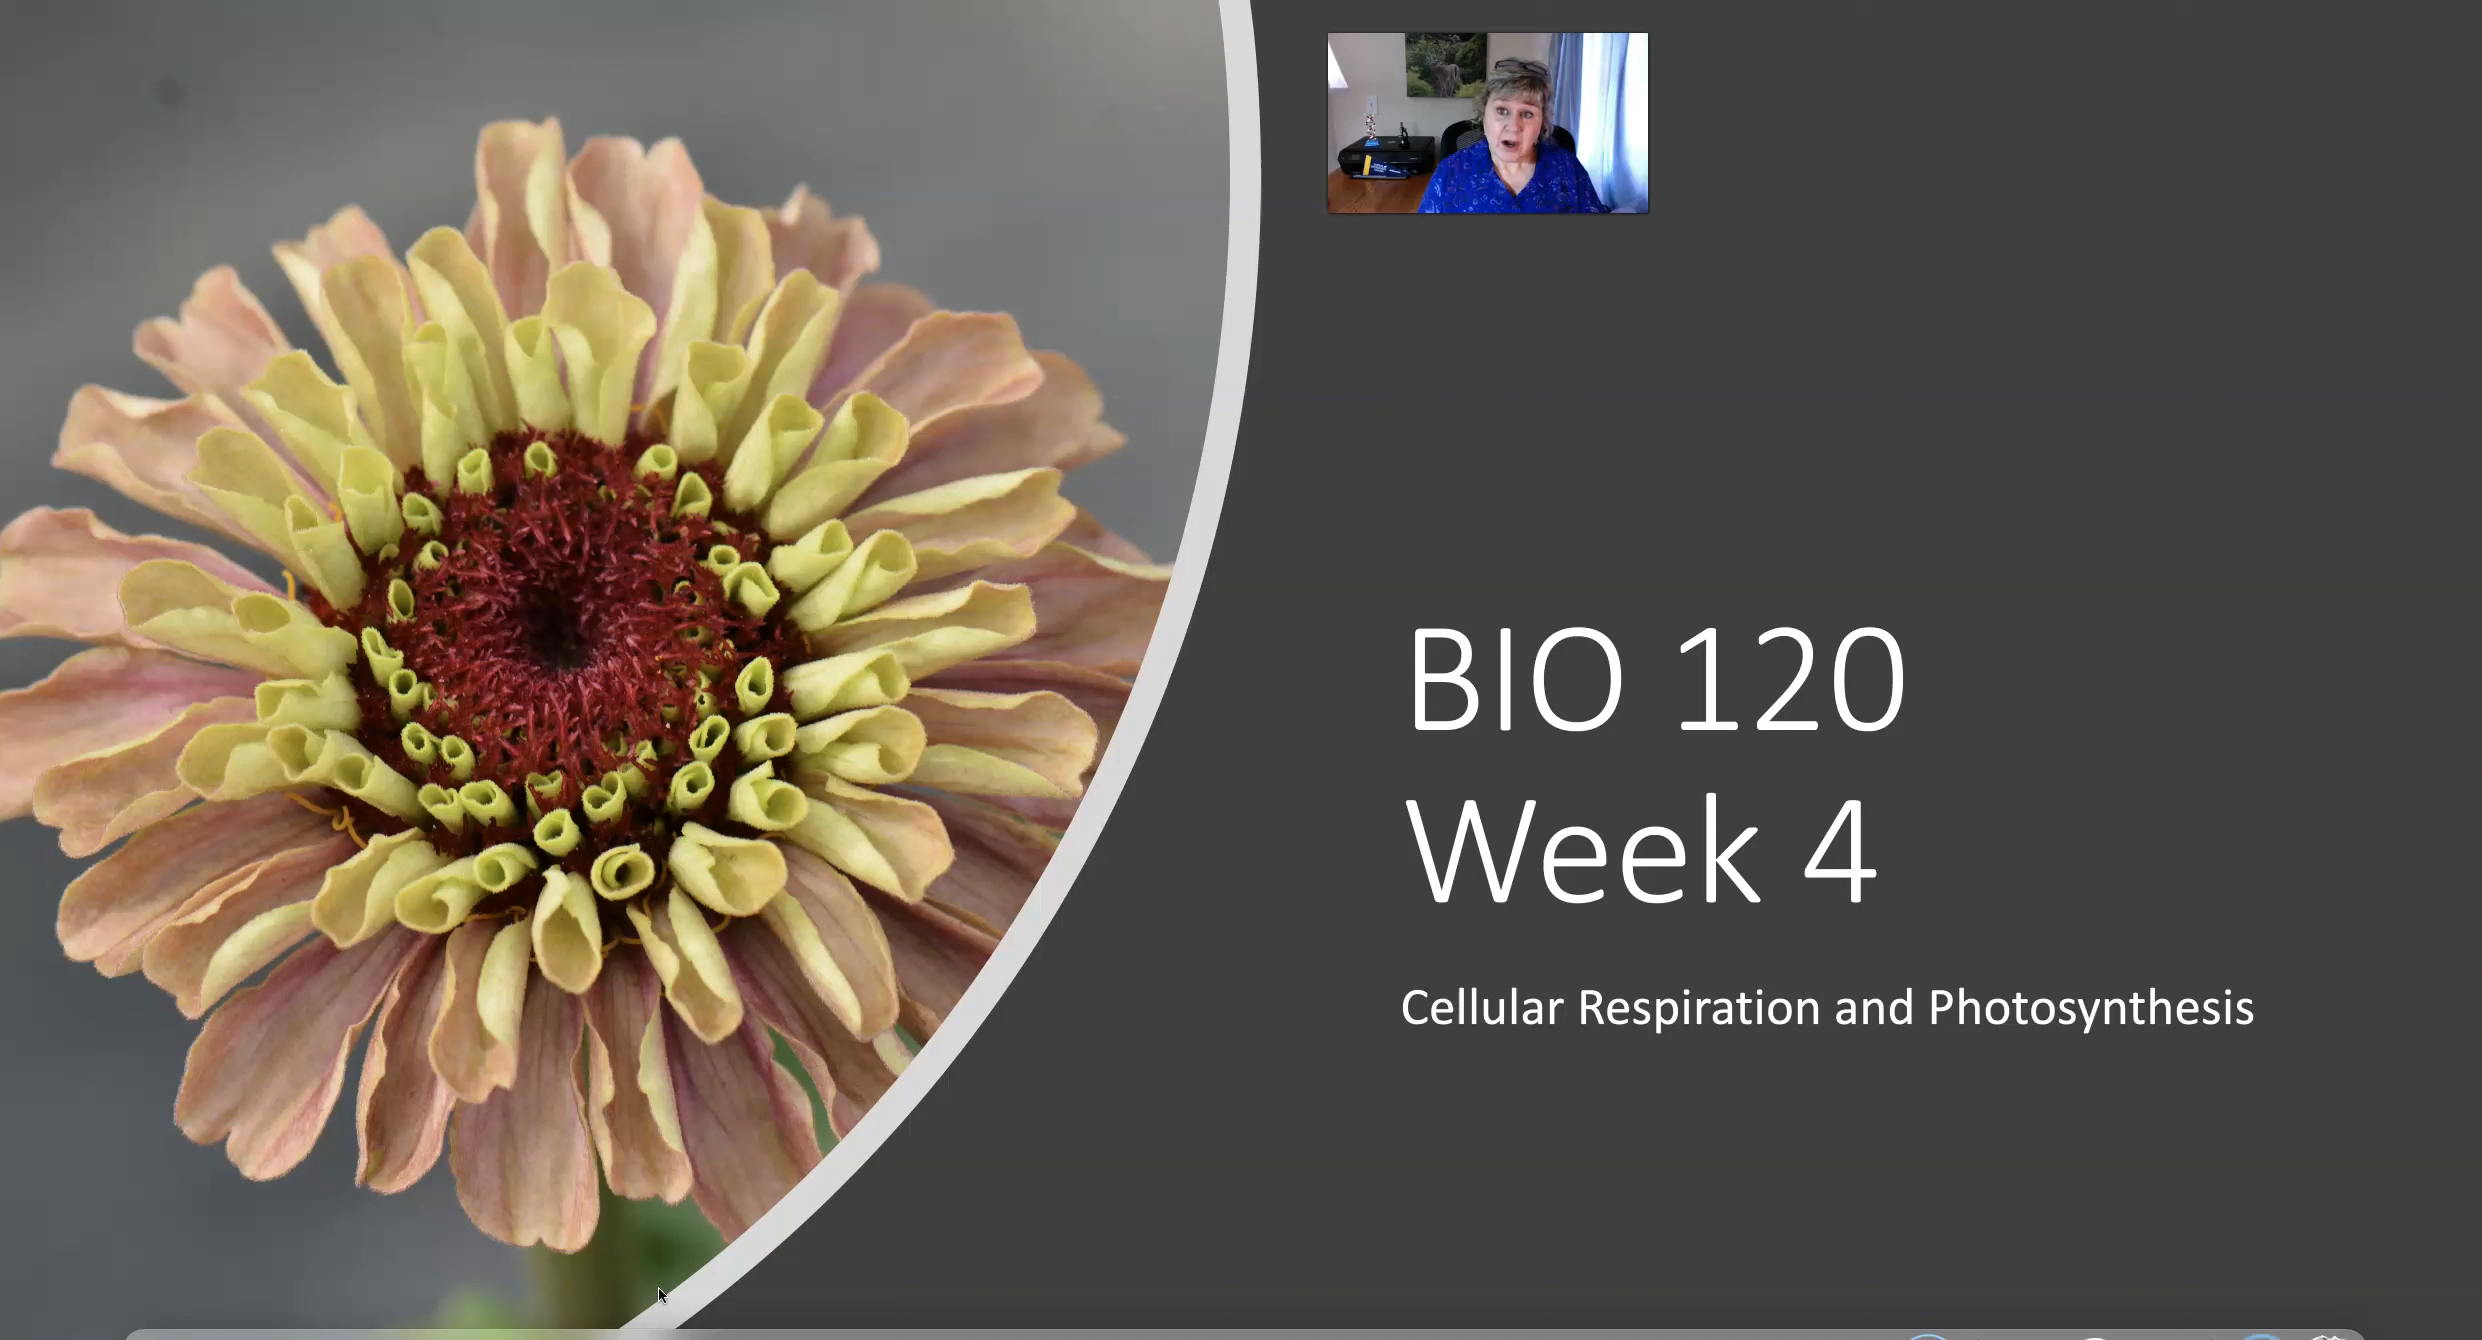 BIO 120
Week 4
Cellular Respiration and Photosynthesis